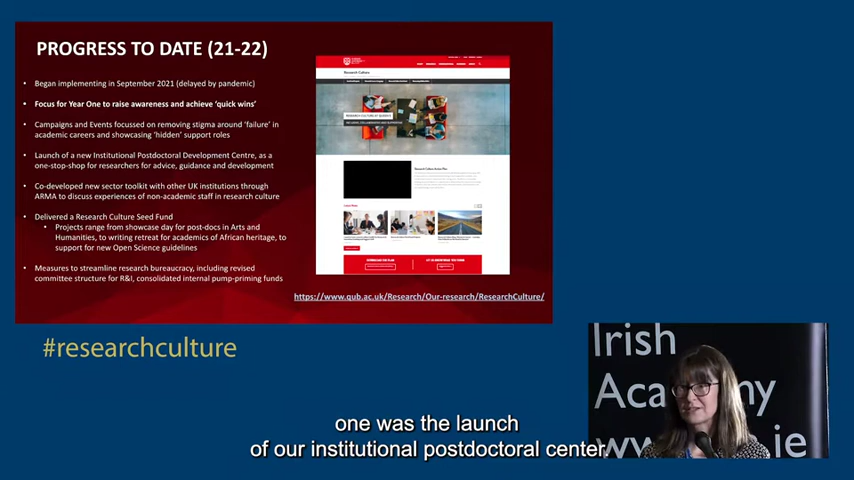 PROGRESS TO DATE (21-22)
• Began implementing in September 2021 (delayed by pandemic)
• Focus for Year One to raise awareness and achieve 'quick wins'
• Campaigns and Events focussed on removing stigma around 'failure' in
academic careers and showcasing 'hidden' support roles
• Launch of a new Institutional Postdoctoral Development Centre, as a
one-stop-shop for researchers for advice, guidance and development
• Co-developed new sector toolkit with other UK institutions through
ARMA to discuss experiences of non-academic staff in research culture
• Delivered a Research Culture Seed Fund
• Projects range from showcase day for post-docs in Arts and
Humanities, to writing retreat for academics of African heritage, to
support for new Open Science guidelines
• Measures to streamline research bureaucracy, including revised
committee structure for R&I, consolidated internal pump-priming funds
Research Culture
RESEARCH CULTURE AT QUEEN'S
https://www.qub.ac.uk/Research/Our-research/ResearchCulture/
#researchculture
Irish
Academy
www.
.ie
one was the launch
of our institutional postdoctoral center.